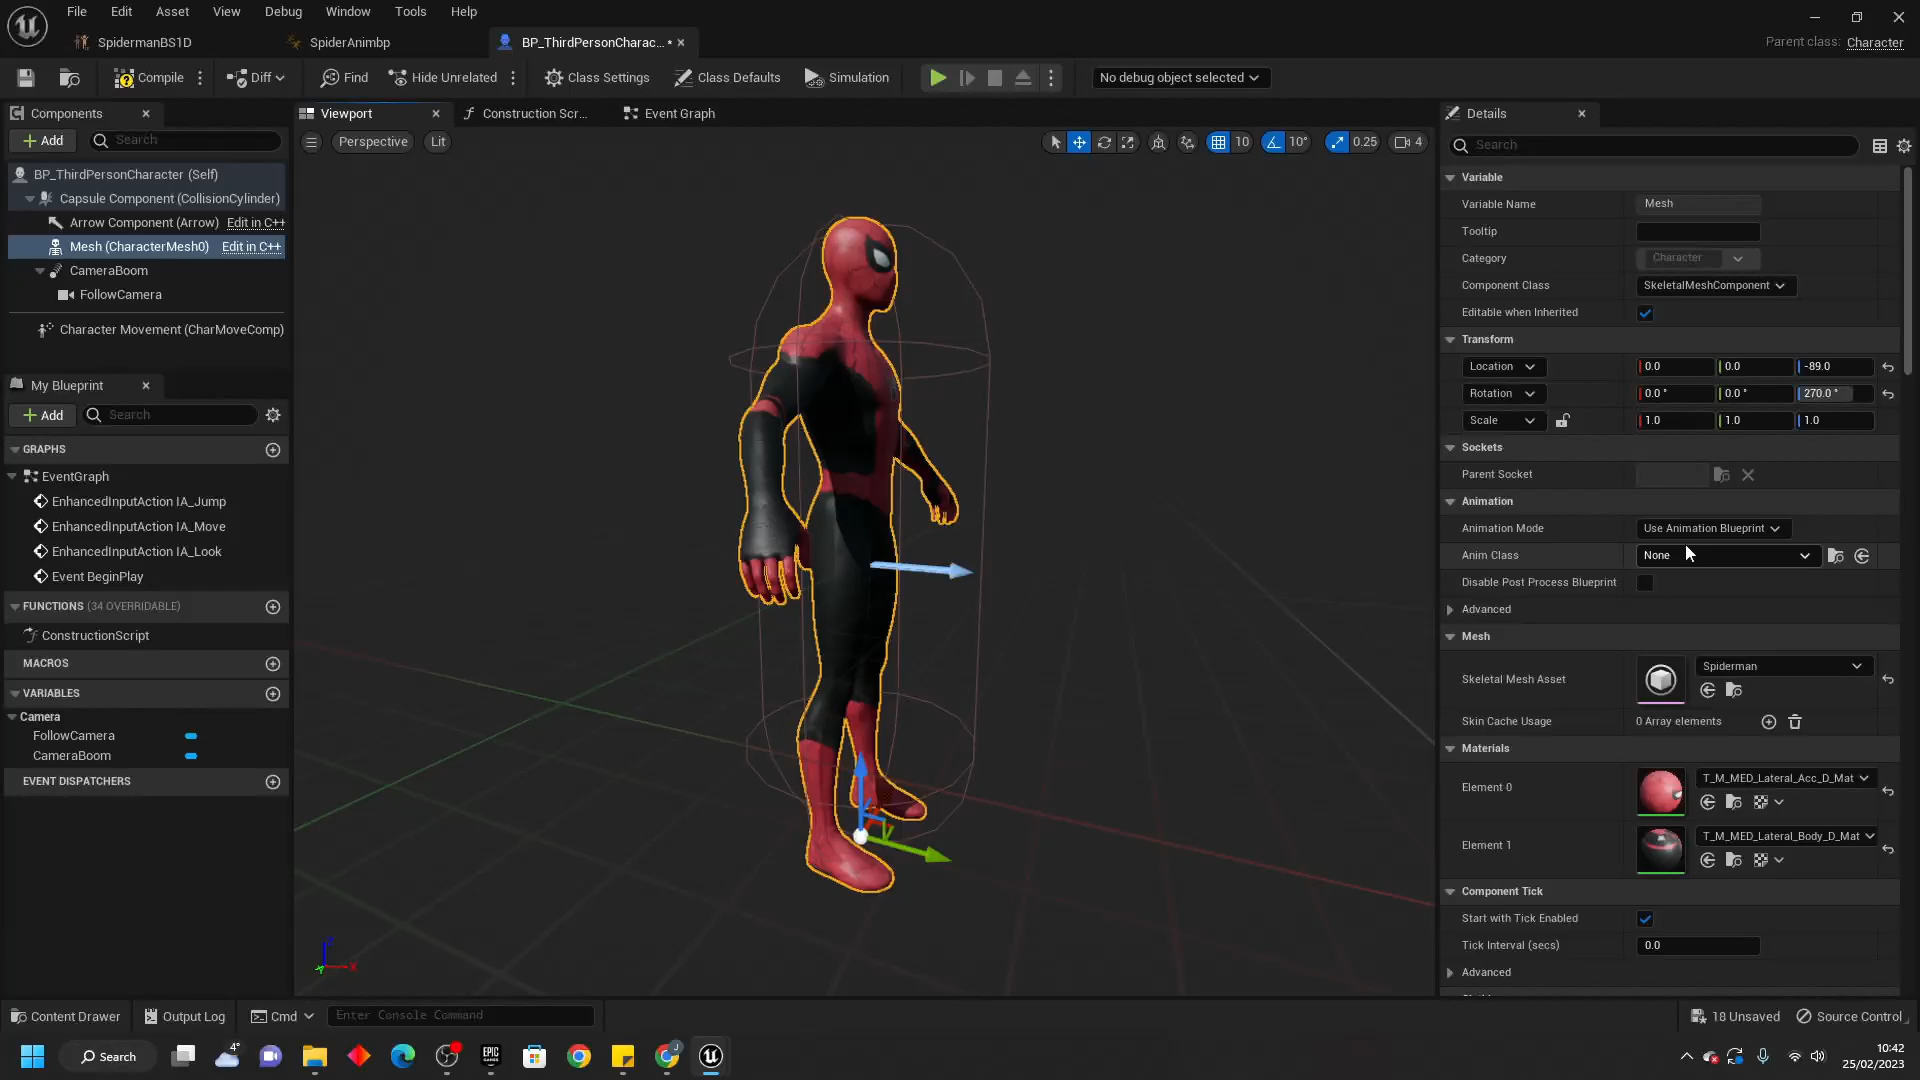 File Edit Asset View Debug Window Tools Help
SpidermanBS1D SpiderAnimbp BP_ThirdPersonCharac... *
Parent class: Character
Compile Diff Find Hide Unrelated Class Settings Class Defaults Simulation No debug object selected
Components
Add Search
BP_ThirdPersonCharacter (Self)
Capsule Component (CollisionCylinder)
Arrow Component (Arrow) Edit in C++
Mesh (CharacterMesh0) Edit in C++
CameraBoom
FollowCamera
Character Movement (CharMoveComp)
My Blueprint
Add Search
GRAPHS
EventGraph
EnhancedInputAction IA_Jump
EnhancedInputAction IA_Move
EnhancedInputAction IA_Look
Event BeginPlay
FUNCTIONS (34 OVERRIDABLE)
ConstructionScript
MACROS
VARIABLES
Camera
FollowCamera
CameraBoom
EVENT DISPATCHERS
Viewport Construction Scr... Event Graph
Perspective Lit 10 10° 0.25 4
Details
Search
Variable
Variable Name Mesh
Tooltip
Category Character
Component Class SkeletalMeshComponent
Editable when Inherited
Transform
Location 0.0 0.0 -89.0
Rotation 0.0 ° 0.0 ° 270.0 °
Scale 1.0 1.0 1.0
Sockets
Parent Socket
Animation
Animation Mode Use Animation Blueprint
Anim Class None
Disable Post Process Blueprint
Advanced
Mesh
Skeletal Mesh Asset Spiderman
Skin Cache Usage 0 Array elements
Materials
Element 0 T_M_MED_Lateral_Acc_D_Mat
Element 1 T_M_MED_Lateral_Body_D_Mat
Component Tick
Start with Tick Enabled
Tick Interval (secs) 0.0
Advanced
Z X Y
Content Drawer Output Log Cmd Enter Console Command 18 Unsaved Source Control
Search 4° EPIC GAMES J
10:42
25/02/2023